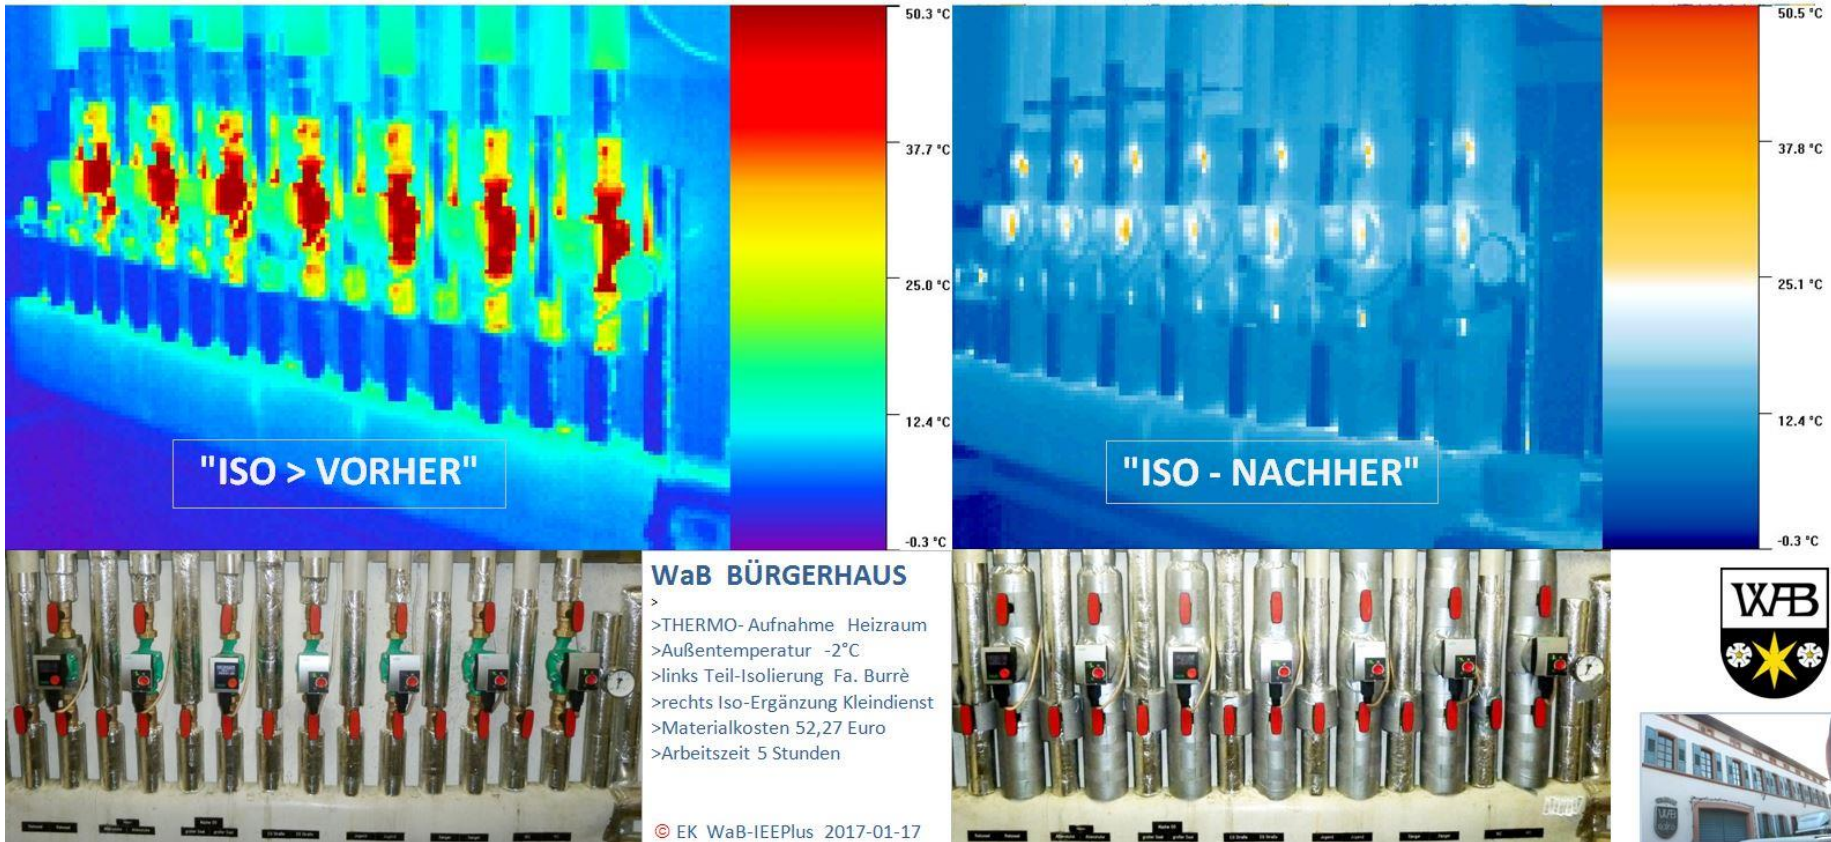 50.3 °C
37.7 °C
25.0 °C
12.4 °C
-0.3 °C
"ISO > VORHER"
50.5 °C
37.8 °C
25.1 °C
12.4 °C
-0.3 °C
"ISO - NACHHER"
WaB BÜRGERHAUS
>
>THERMO- Aufnahme Heizraum
>Außentemperatur -2°C
>links Teil-Isolierung Fa. Burrè
>rechts Iso-Ergänzung Kleindienst
>Materialkosten 52,27 Euro
>Arbeitszeit 5 Stunden
© EK WaB-IEEPlus 2017-01-17
WAB
WAB